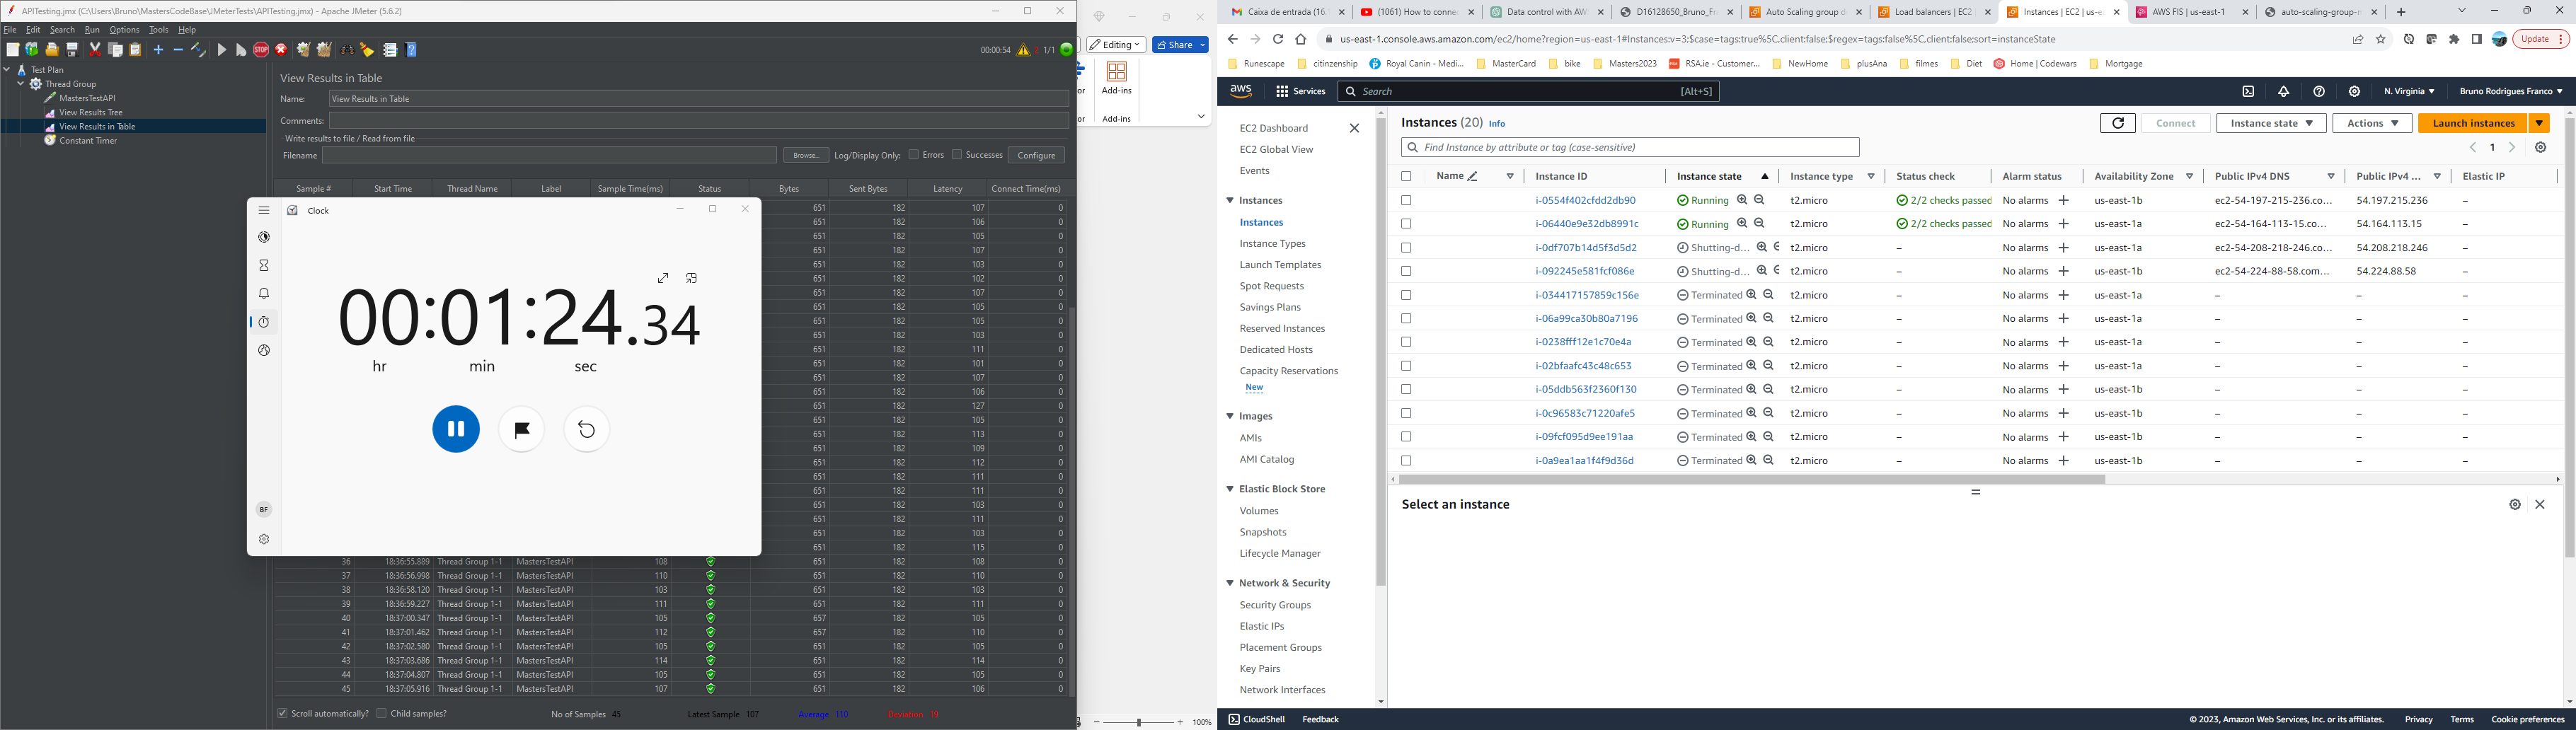 APITesting.jmx (C:\Users\Bruno\MastersCodeBase\JMeterTests\APITesting.jmx) - Apache JMeter (5.6.2)
File Edit Search Run Options Tools Help
00:00:54 1/1
Test Plan
Thread Group
MastersTestAPI
View Results Tree
View Results in Table
Constant Timer
View Results in Table
Name: View Results in Table
Comments:
Write results to file / Read from file
Filename Browse... Log/Display Only: Errors Successes Configure
Sample # Start Time Thread Name Label Sample Time(ms) Status Bytes Sent Bytes Latency Connect Time(ms)
651 182 107 0
651 182 106 0
651 182 105 0
651 182 107 0
651 182 103 0
651 182 102 0
651 182 107 0
651 182 105 0
651 182 105 0
651 182 103 0
651 182 111 0
651 182 101 0
651 182 107 0
651 182 106 0
651 182 127 0
651 182 105 0
651 182 113 0
651 182 109 0
651 182 112 0
651 182 111 0
651 182 111 0
651 182 103 0
651 182 111 0
651 182 103 0
651 182 115 0
36 18:36:55.889 Thread Group 1-1 MastersTestAPI 108 651 182 108 0
37 18:36:56.998 Thread Group 1-1 MastersTestAPI 110 651 182 110 0
38 18:36:58.120 Thread Group 1-1 MastersTestAPI 103 651 182 103 0
39 18:36:59.227 Thread Group 1-1 MastersTestAPI 111 651 182 111 0
40 18:37:00.347 Thread Group 1-1 MastersTestAPI 105 657 182 105 0
41 18:37:01.462 Thread Group 1-1 MastersTestAPI 112 657 182 110 0
42 18:37:02.580 Thread Group 1-1 MastersTestAPI 105 651 182 105 0
43 18:37:03.686 Thread Group 1-1 MastersTestAPI 114 651 182 114 0
44 18:37:04.807 Thread Group 1-1 MastersTestAPI 105 651 182 105 0
45 18:37:05.916 Thread Group 1-1 MastersTestAPI 107 651 182 106 0
Scroll automatically? Child samples? No of Samples 45 Latest Sample 107 Average 110 Deviation
Clock
00:01:24.34
hr min sec
BF
Editing Share
or Add-ins
or Add-ins
100%
Caixa de entrada (16. (1061) How to conne Data control with AW D16128650_Bruno_Fr Auto Scaling group d Load balancers | EC2 Instances | EC2 | us-e AWS FIS | us-east-1 auto-scaling-group-n
us-east-1.console.aws.amazon.com/ec2/home?region=us-east-1#Instances:v=3;$case=tags:true%5C,client:false;$regex=tags:false%5C,client:false;sort=instanceState Update
Runescape citizenship Royal Canin - Medi... MasterCard bike Masters2023 RSA.ie - Customer... NewHome plusAna filmes Diet Home | Codewars Mortgage
aws Services Search [Alt+S] N. Virginia Bruno Rodrigues Franco
EC2 Dashboard
EC2 Global View
Events
Instances
Instances
Instance Types
Launch Templates
Spot Requests
Savings Plans
Reserved Instances
Dedicated Hosts
Capacity Reservations
New
Images
AMIs
AMI Catalog
Elastic Block Store
Volumes
Snapshots
Lifecycle Manager
Network & Security
Security Groups
Elastic IPs
Placement Groups
Key Pairs
Network Interfaces
Instances (20) Info Connect Instance state Actions Launch instances
Find Instance by attribute or tag (case-sensitive) 1
Name Instance ID Instance state Instance type Status check Alarm status Availability Zone Public IPv4 DNS Public IPv4 ... Elastic IP
i-0554f402cfdd2db90 Running t2.micro 2/2 checks passed No alarms + us-east-1b ec2-54-197-215-236.co... 54.197.215.236 –
i-06440e9e32db8991c Running t2.micro 2/2 checks passed No alarms + us-east-1a ec2-54-164-113-15.co... 54.164.113.15 –
i-0df707b14d5f3d5d2 Shutting-d... t2.micro – No alarms + us-east-1a ec2-54-208-218-246.co... 54.208.218.246 –
i-092245e581fcf086e Shutting-d... t2.micro – No alarms + us-east-1b ec2-54-224-88-58.com... 54.224.88.58 –
i-034417157859c156e Terminated t2.micro – No alarms + us-east-1a – – –
i-06a99ca30b80a7196 Terminated t2.micro – No alarms + us-east-1a – – –
i-0238fff12e1c70e4a Terminated t2.micro – No alarms + us-east-1a – – –
i-02bfaafc43c48c653 Terminated t2.micro – No alarms + us-east-1a – – –
i-05ddb563f2360f130 Terminated t2.micro – No alarms + us-east-1b – – –
i-0c96583c71220afe5 Terminated t2.micro – No alarms + us-east-1b – – –
i-09fcf095d9ee191aa Terminated t2.micro – No alarms + us-east-1b – – –
i-0a9ea1aa1f4f9d36d Terminated t2.micro – No alarms + us-east-1b – – –
Select an instance
CloudShell Feedback © 2023, Amazon Web Services, Inc. or its affiliates. Privacy Terms Cookie preferences